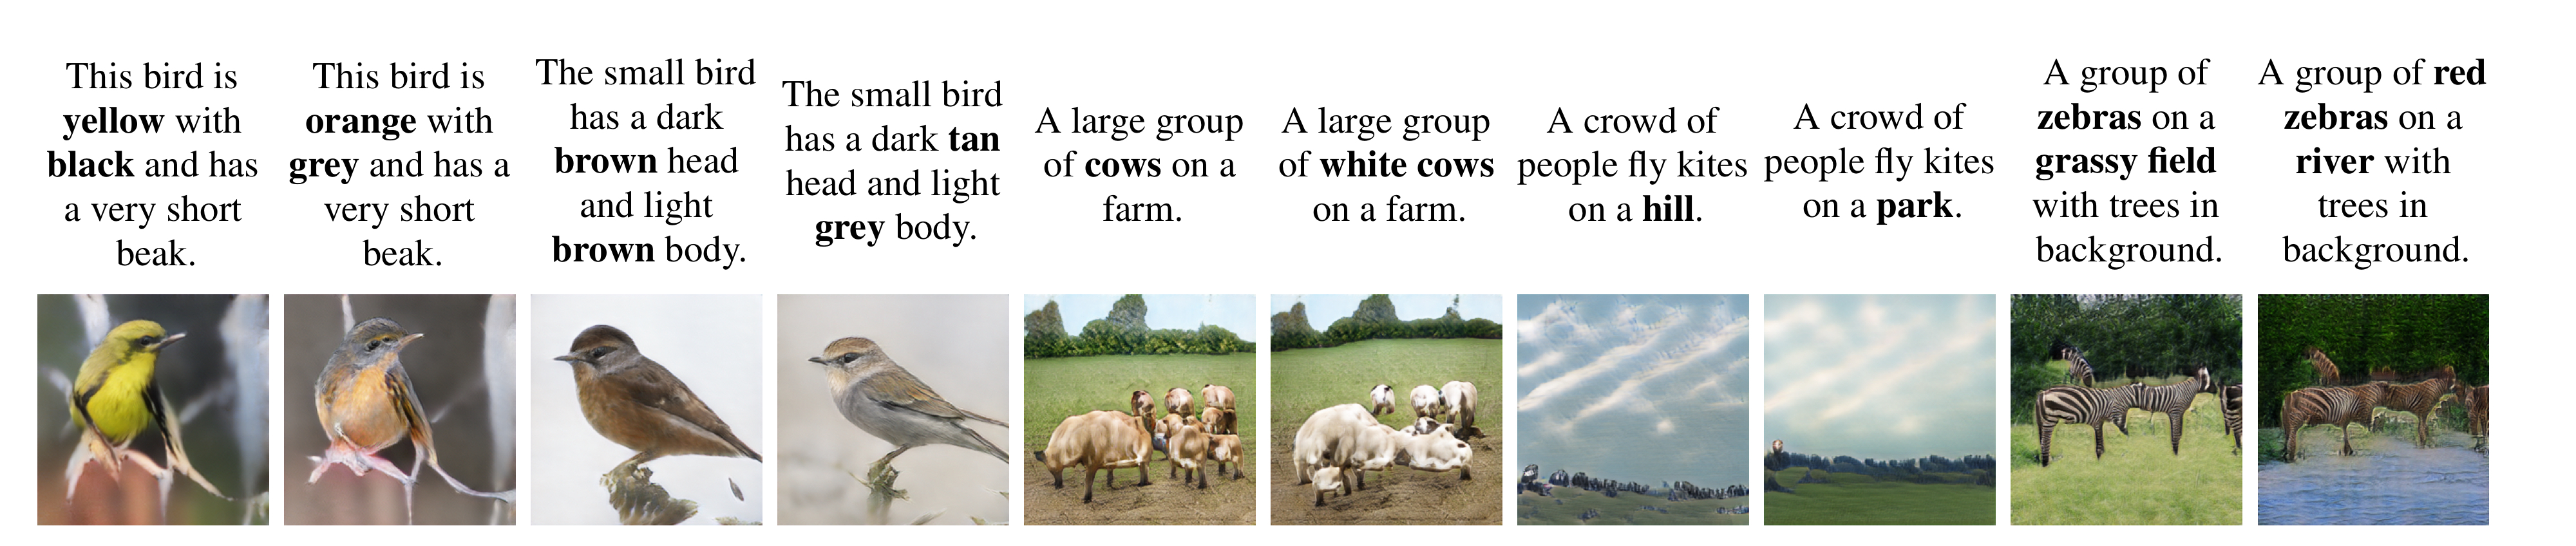 This bird is
yellow with
black and has
a very short
beak.
This bird is
orange with
grey and has a
very short
beak.
The small bird
has a dark
brown head
and light
brown body.
The small bird
has a dark tan
head and light
grey body.
A large group
of cows on a
farm.
A large group
of white cows
on a farm.
A crowd of
people fly kites
on a hill.
A crowd of
people fly kites
on a park.
A group of
zebras on a
grassy field
with trees in
background.
A group of red
zebras on a
river with
trees in
background.